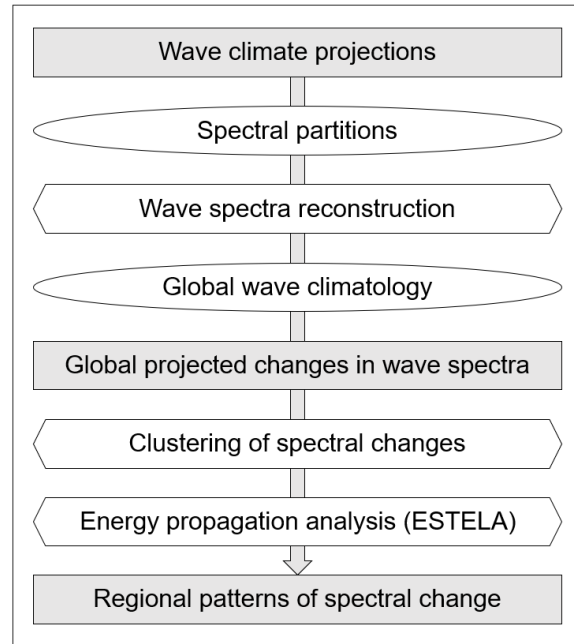 Wave climate projections
Spectral partitions
Wave spectra reconstruction
Global wave climatology
Global projected changes in wave spectra
Clustering of spectral changes
Energy propagation analysis (ESTELA)
Regional patterns of spectral change